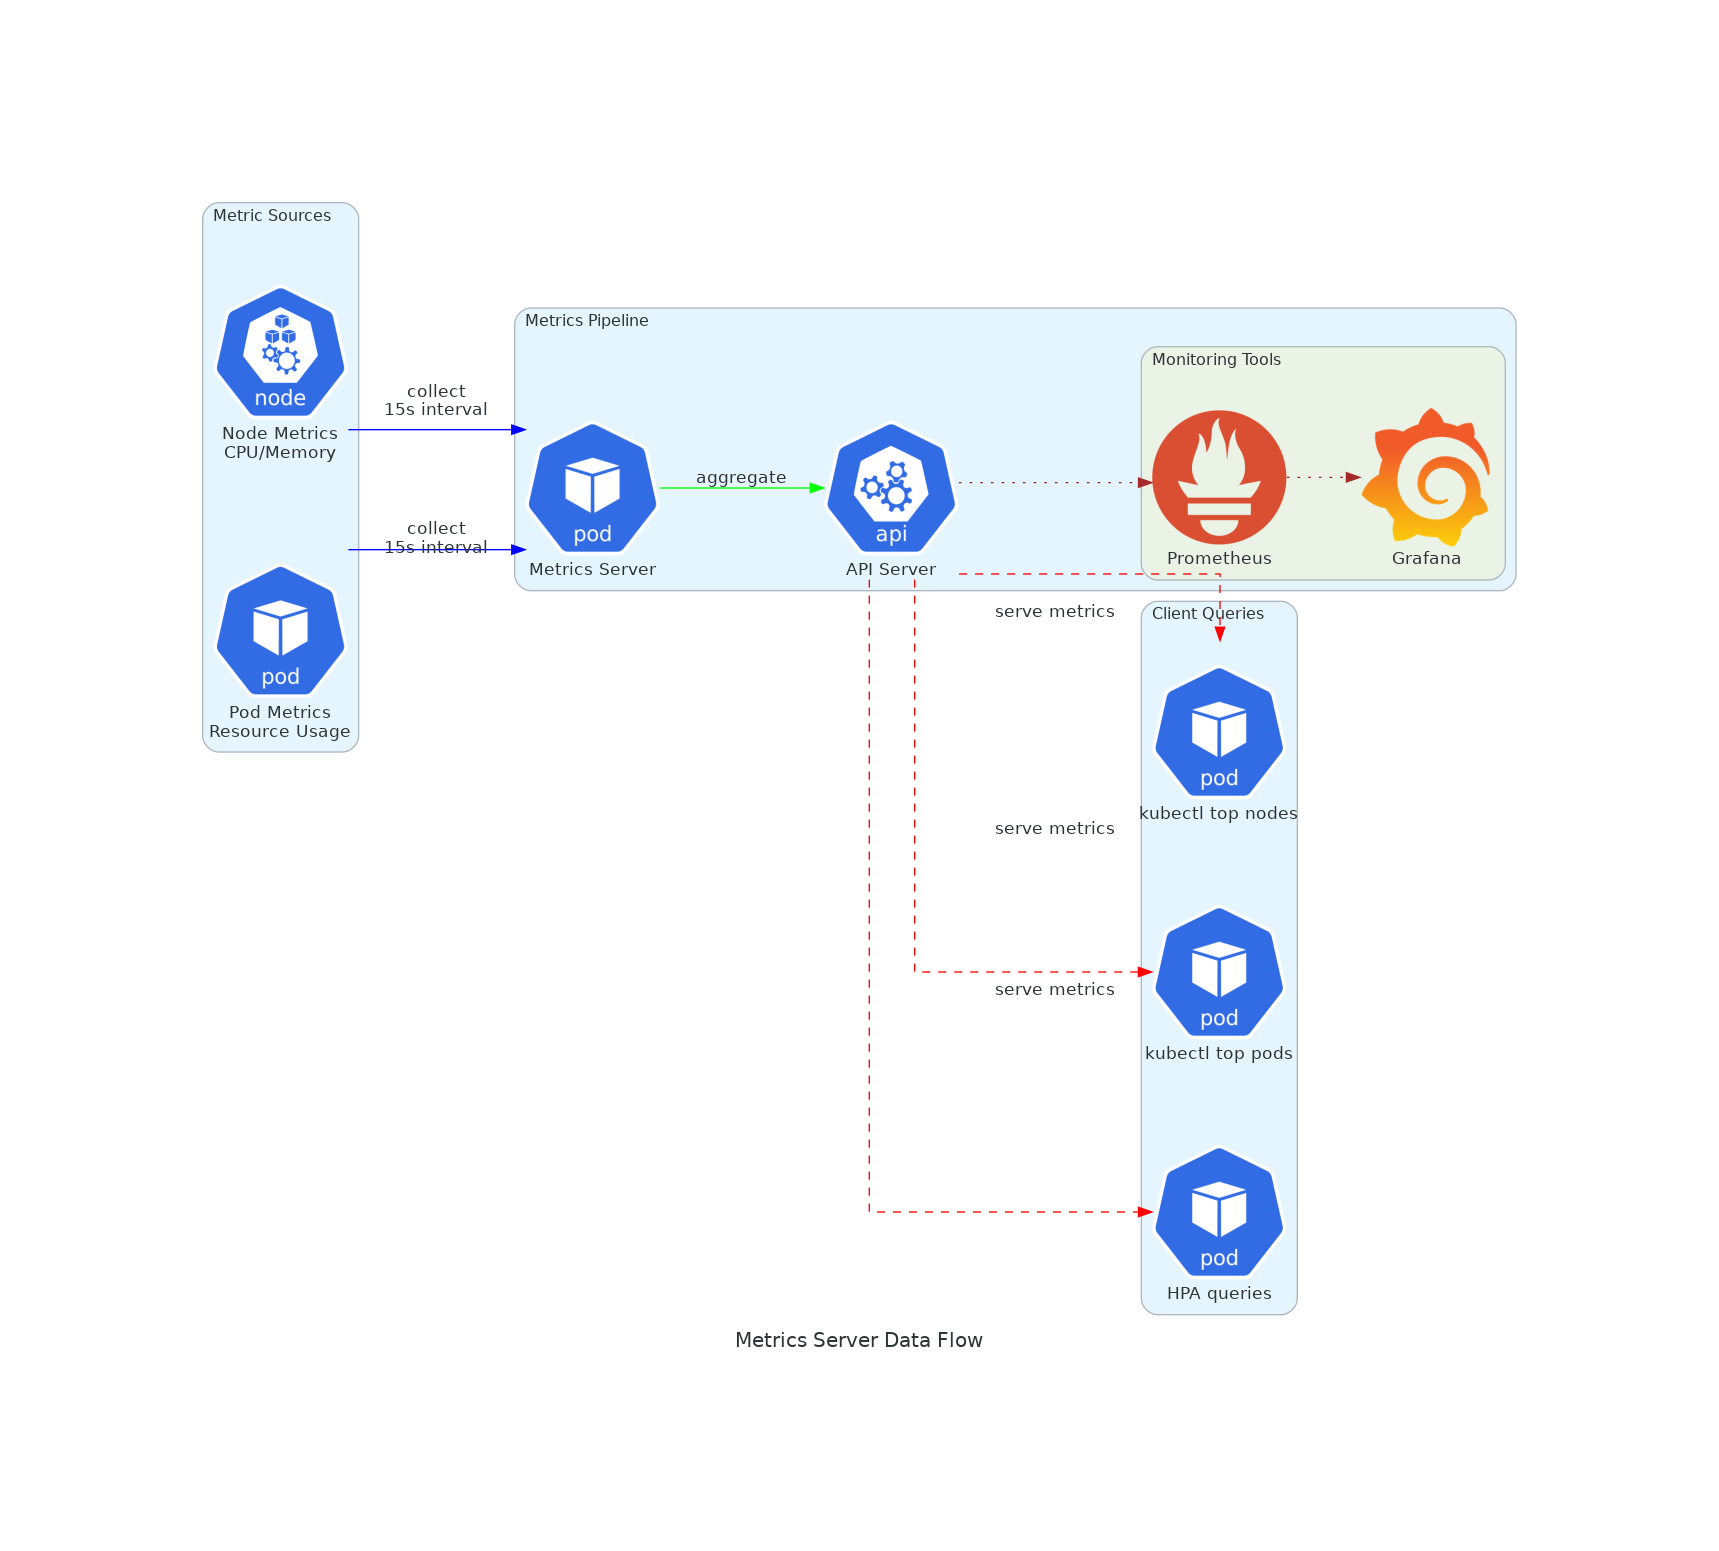 Metric Sources
node
Node Metrics
CPU/Memory
pod
Pod Metrics
Resource Usage
collect
15s interval
collect
15s interval
Metrics Pipeline
pod
Metrics Server
aggregate
api
API Server
Monitoring Tools
Prometheus
Grafana
serve metrics
serve metrics
serve metrics
Client Queries
pod
kubectl top nodes
pod
kubectl top pods
pod
HPA queries
Metrics Server Data Flow